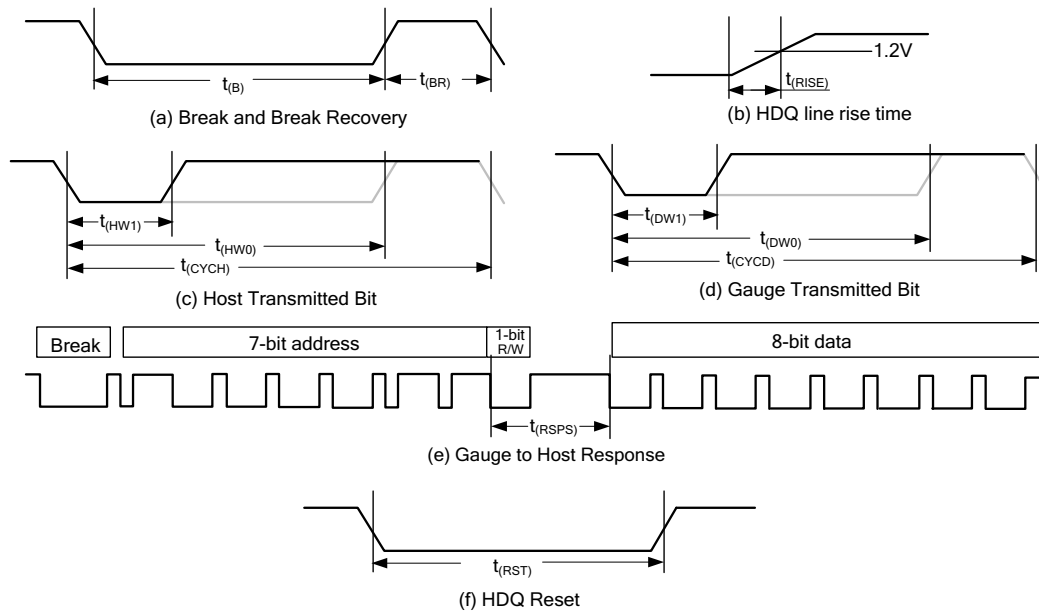 t(B)
t(BR)
(a) Break and Break Recovery
1.2V
t(RISE)
(b) HDQ line rise time
t(HW1)
t(HW0)
t(CYCH)
(c) Host Transmitted Bit
t(DW1)
t(DW0)
t(CYCD)
(d) Gauge Transmitted Bit
Break
7-bit address
1-bit
R/W
8-bit data
t(RSPS)
(e) Gauge to Host Response
t(RST)
(f) HDQ Reset